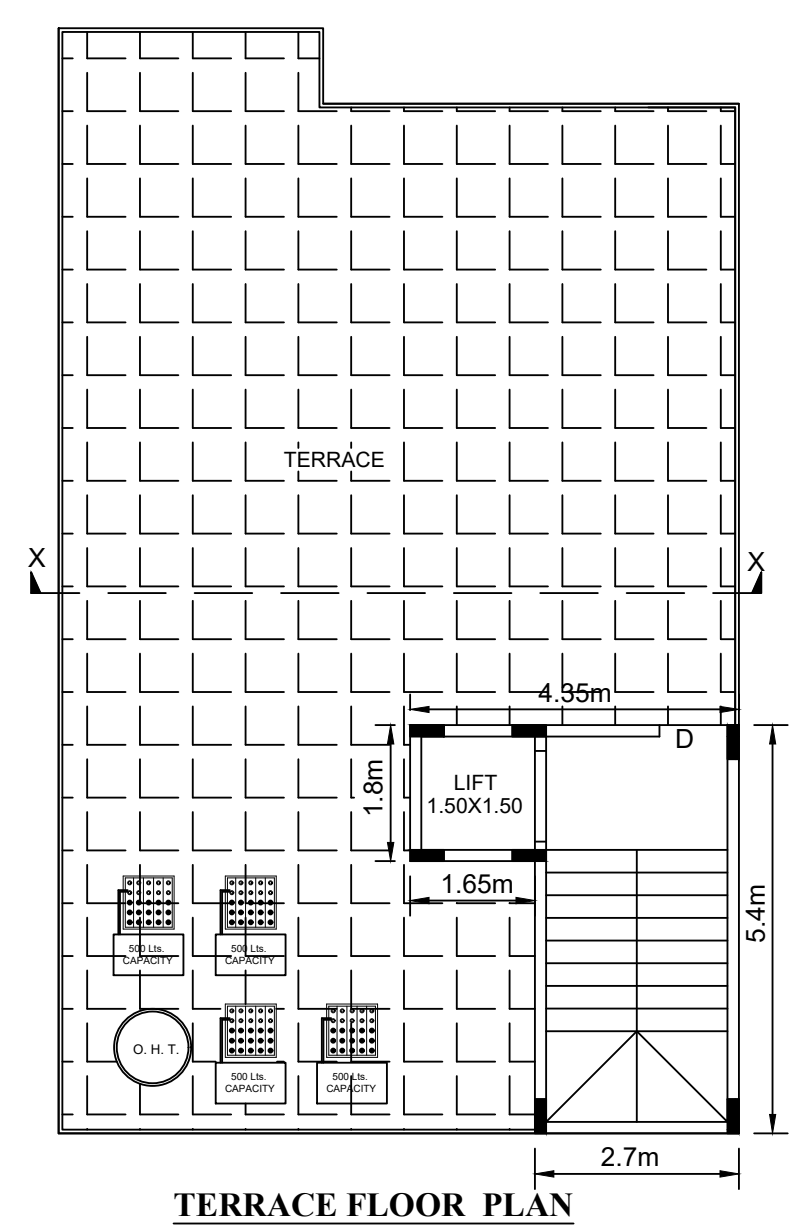 TERRACE
X
X
4.35m
D
1.8m
LIFT
1.50X1.50
1.65m
5.4m
500 Lts.
CAPACITY
500 Lts.
CAPACITY
O. H. T.
500 Lts.
CAPACITY
500 Lts.
CAPACITY
2.7m
TERRACE FLOOR PLAN